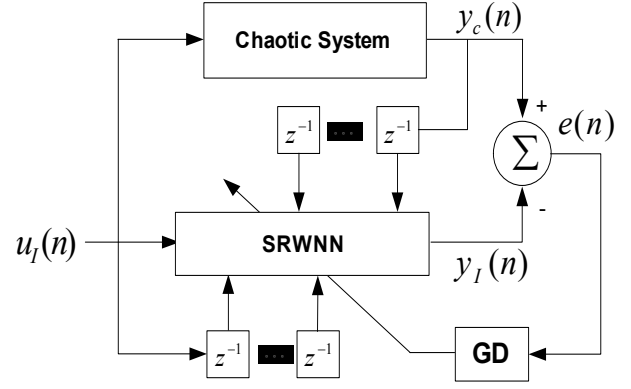 Chaotic System
y_c(n)
+
z^{-1} ... z^{-1}
e(n)
Σ
-
u_I(n)
SRWNN
y_I(n)
z^{-1} ... z^{-1}
GD